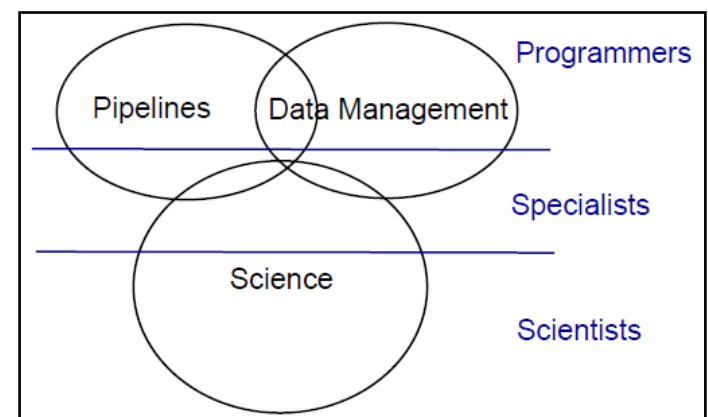 Programmers
Pipelines
Data Management
Specialists
Science
Scientists